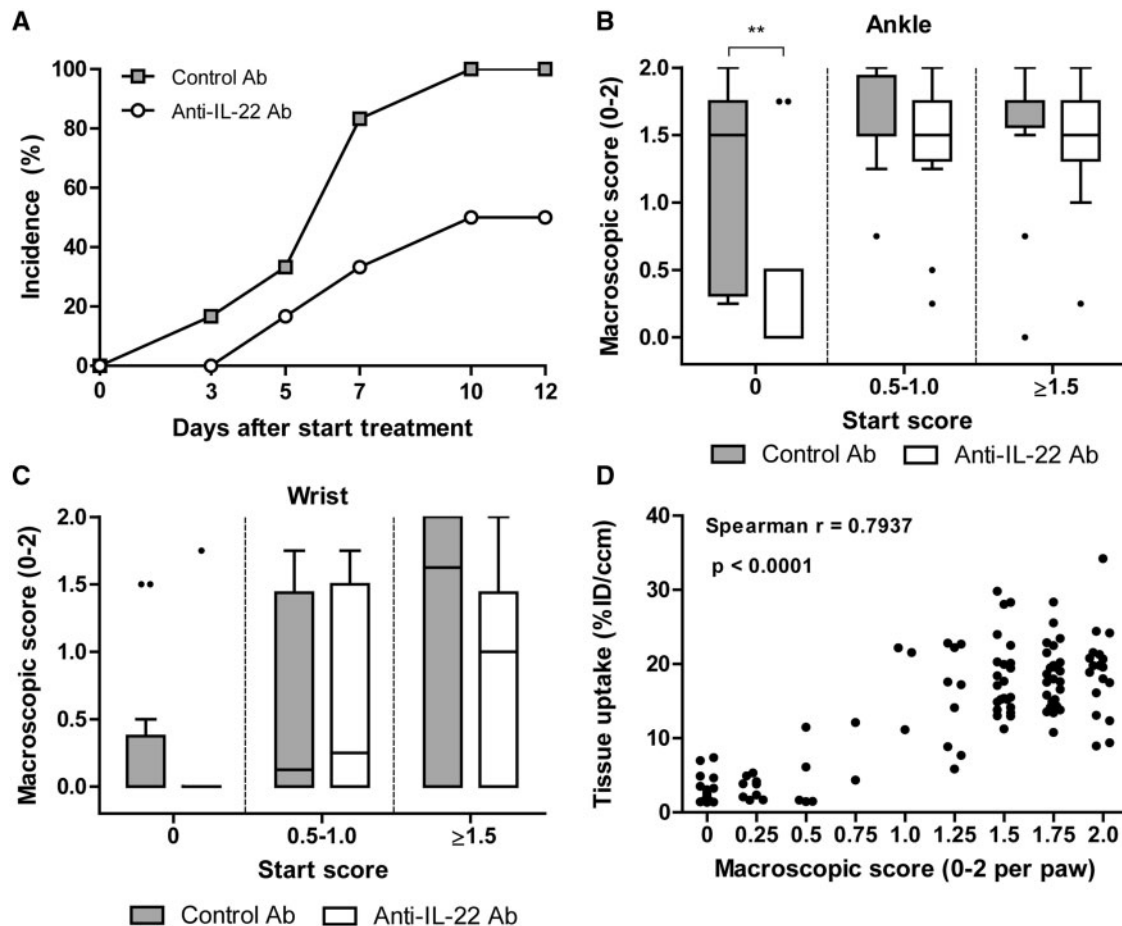 A
Control Ab
Anti-IL-22 Ab
Incidence (%)
100
80
60
40
20
0
0 3 5 7 10 12
Days after start treatment
B
Ankle
**
Macroscopic score (0-2)
2.0
1.5
1.0
0.5
0.0
0 0.5-1.0 ≥1.5
Start score
Control Ab Anti-IL-22 Ab
C
Wrist
Macroscopic score (0-2)
2.0
1.5
1.0
0.5
0.0
0 0.5-1.0 ≥1.5
Start score
Control Ab Anti-IL-22 Ab
D
Spearman r = 0.7937
p < 0.0001
Tissue uptake (%ID/ccm)
40
30
20
10
0
0 0.25 0.5 0.75 1.0 1.25 1.5 1.75 2.0
Macroscopic score (0-2 per paw)